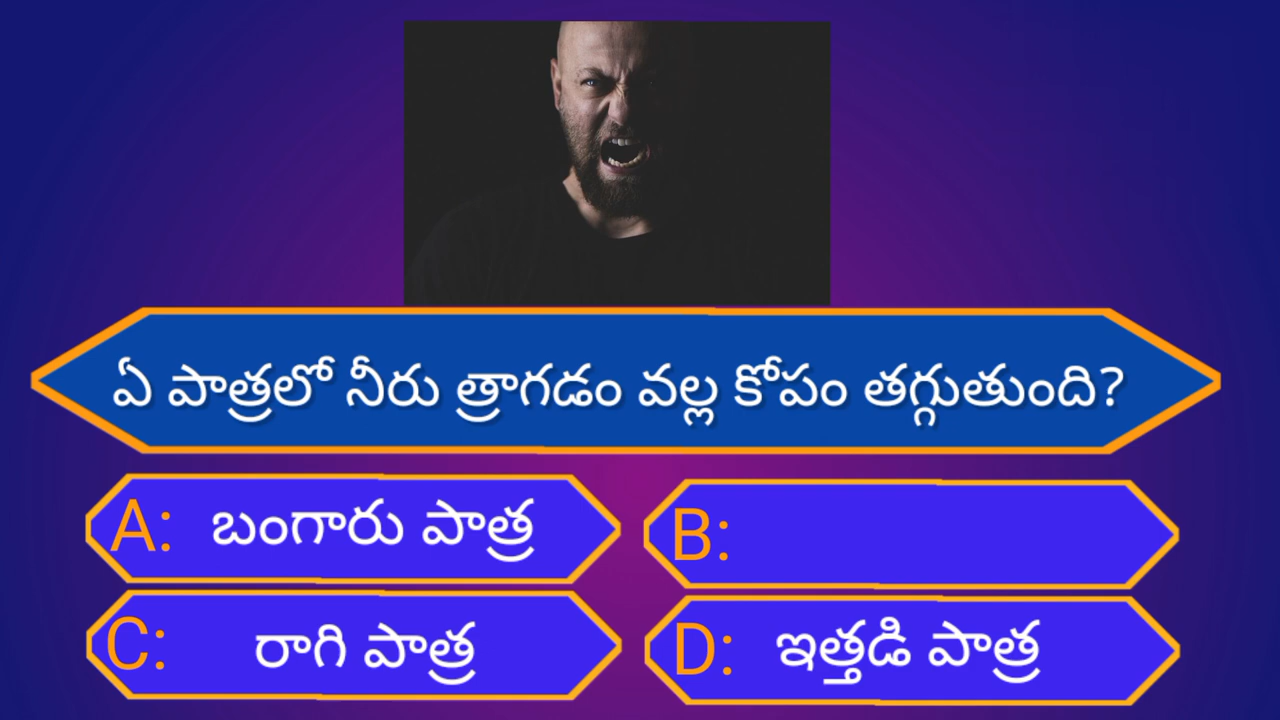 ఏ పాత్రలో నీరు త్రాగడం వల్ల కోపం తగ్గుతుంది?
A: బంగారు పాత్ర
B:
C: రాగి పాత్ర
D: ఇత్తడి పాత్ర